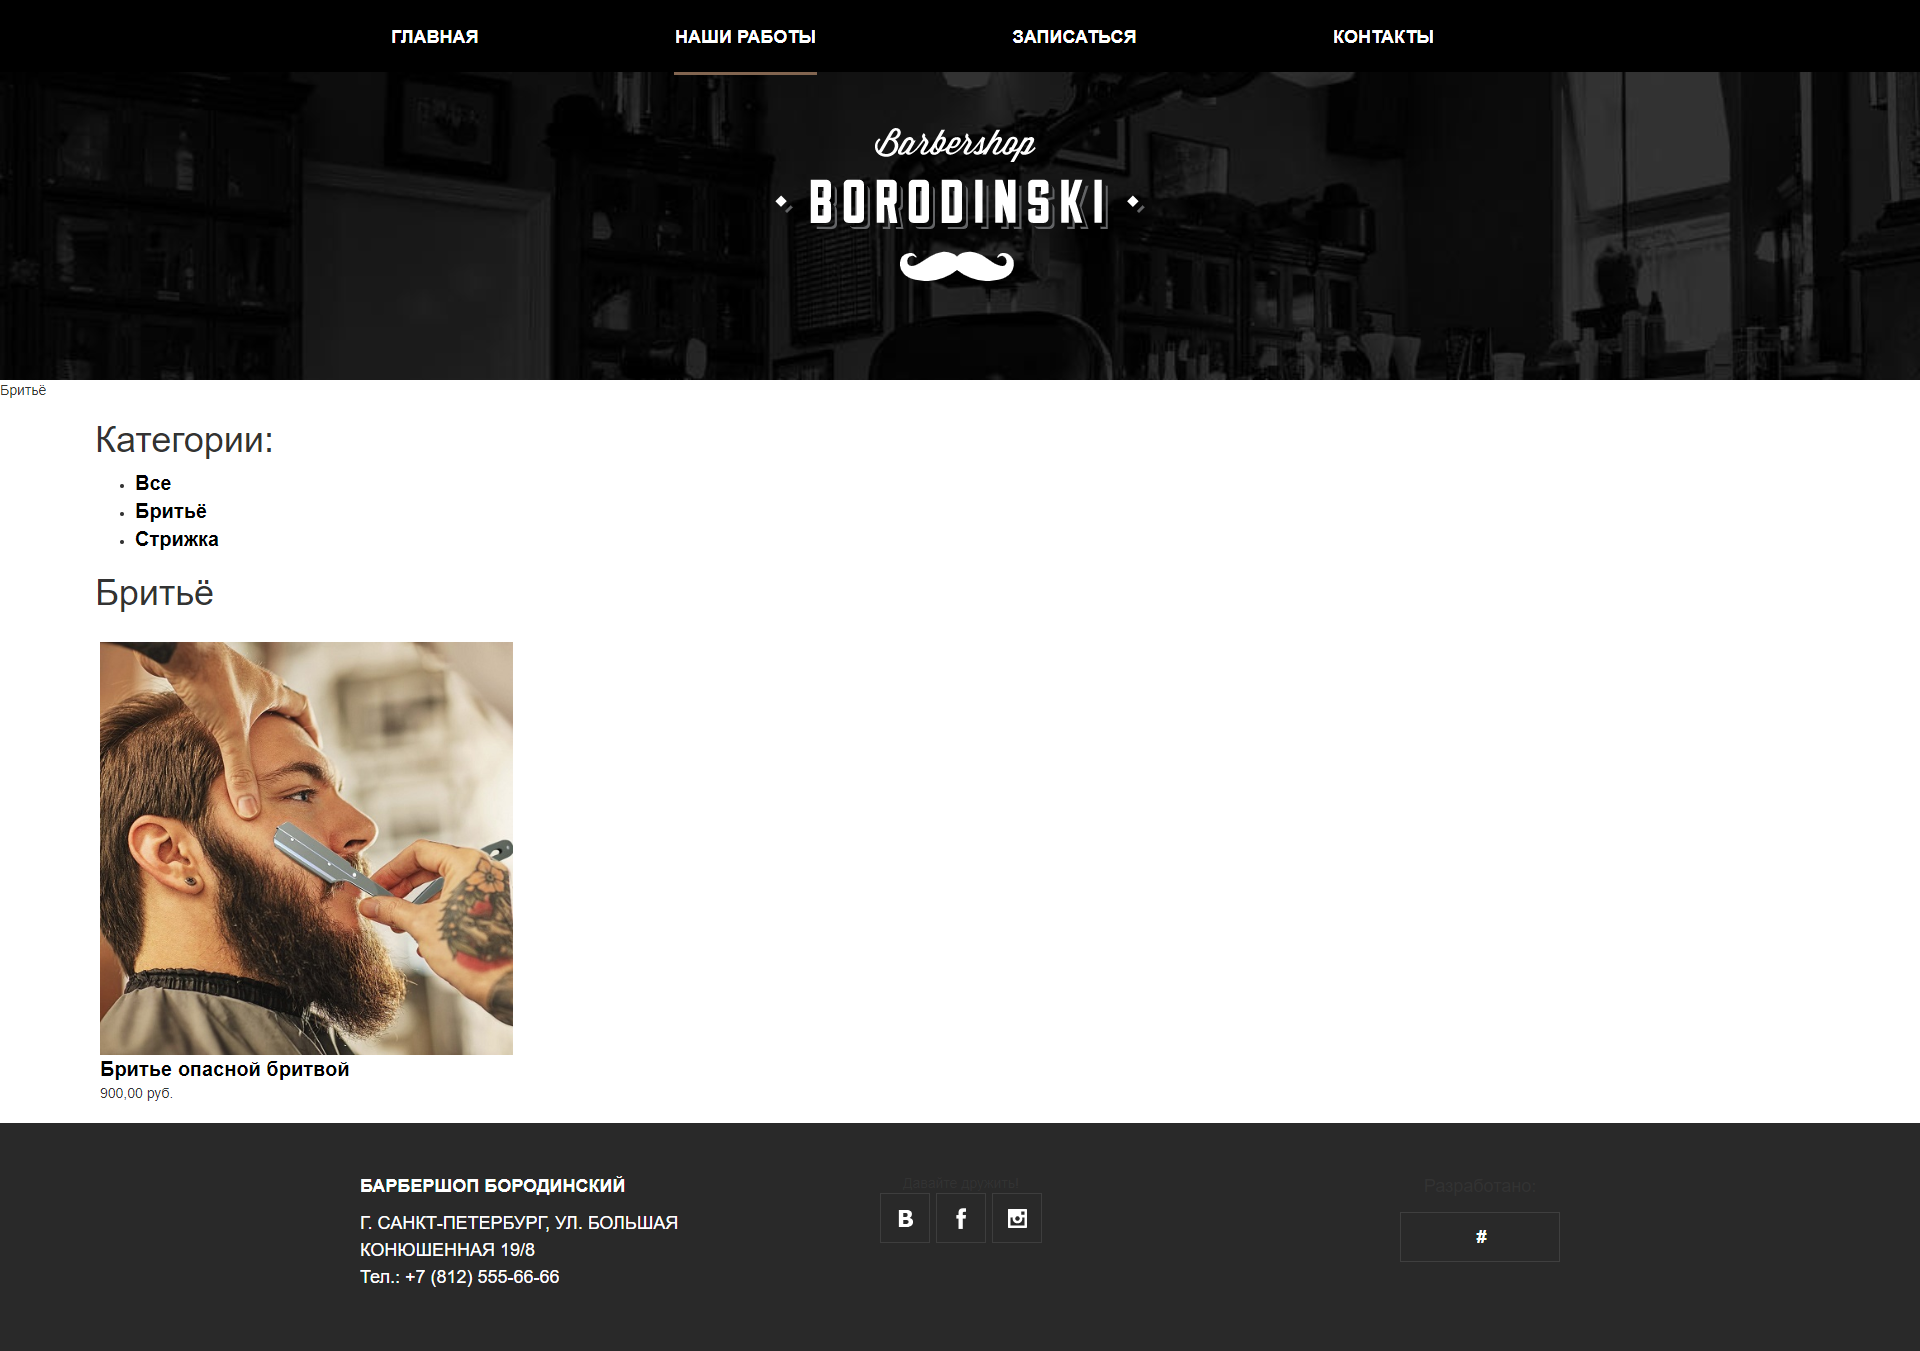 ГЛАВНАЯ
НАШИ РАБОТЫ
ЗАПИСАТЬСЯ
КОНТАКТЫ
Barbershop
BORODINSKI
Бритьё
Категории:
Все
Бритьё
Стрижка
Бритьё
Бритье опасной бритвой
900,00 руб.
БАРБЕРШОП БОРОДИНСКИЙ
Г. САНКТ-ПЕТЕРБУРГ, УЛ. БОЛЬШАЯ
КОНЮШЕННАЯ 19/8
Тел.: +7 (812) 555-66-66
Давайте дружить!
B f
Разработано:
#